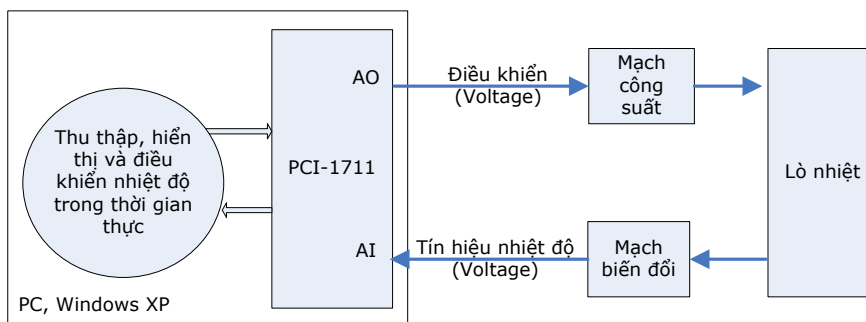 Thu thập, hiển
thị và điều
khiển nhiệt độ
trong thời gian
thực
PC, Windows XP
AO
PCI-1711
AI
Điều khiển
(Voltage)
Mạch
công
suất
Lò nhiệt
Tín hiệu nhiệt độ
(Voltage)
Mạch
biến đổi